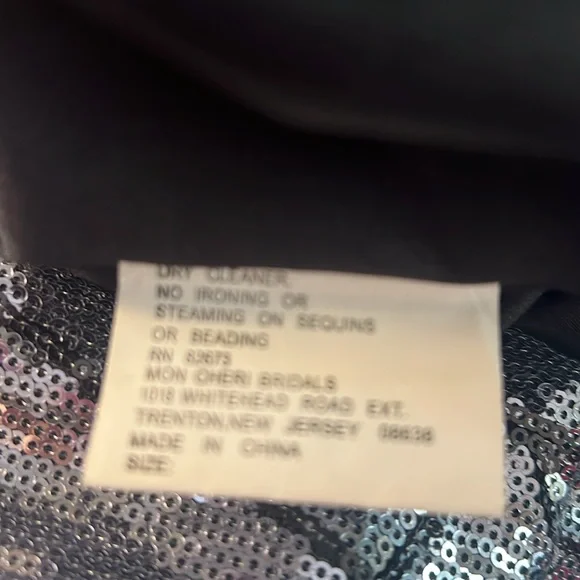 DRY CLEANER,
NO IRONING OR
STEAMING ON SEQUINS
OR BEADING
RN 82673
MON CHERI BRIDALS
1018 WHITEHEAD ROAD EXT.
TRENTON,NEW JERSEY 08638
MADE IN CHINA
SIZE: